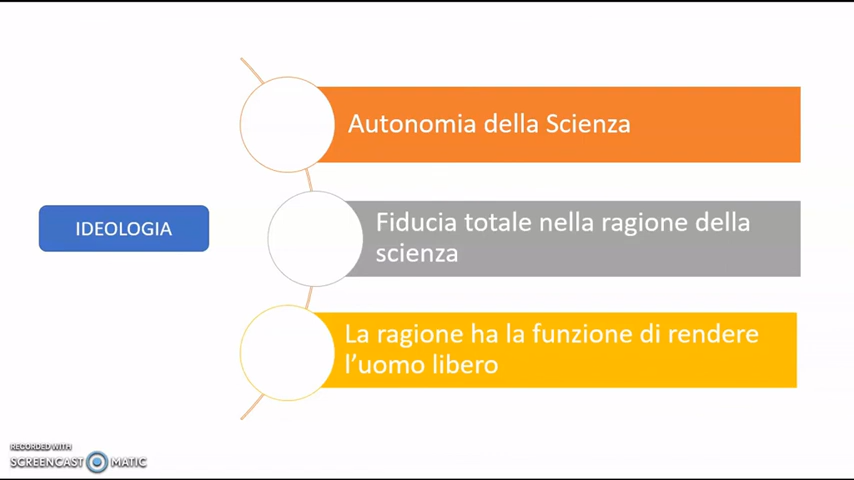 Autonomia della Scienza
IDEOLOGIA
Fiducia totale nella ragione della
scienza
La ragione ha la funzione di rendere
l'uomo libero
RECORDED WITH
SCREENCAST MATIC